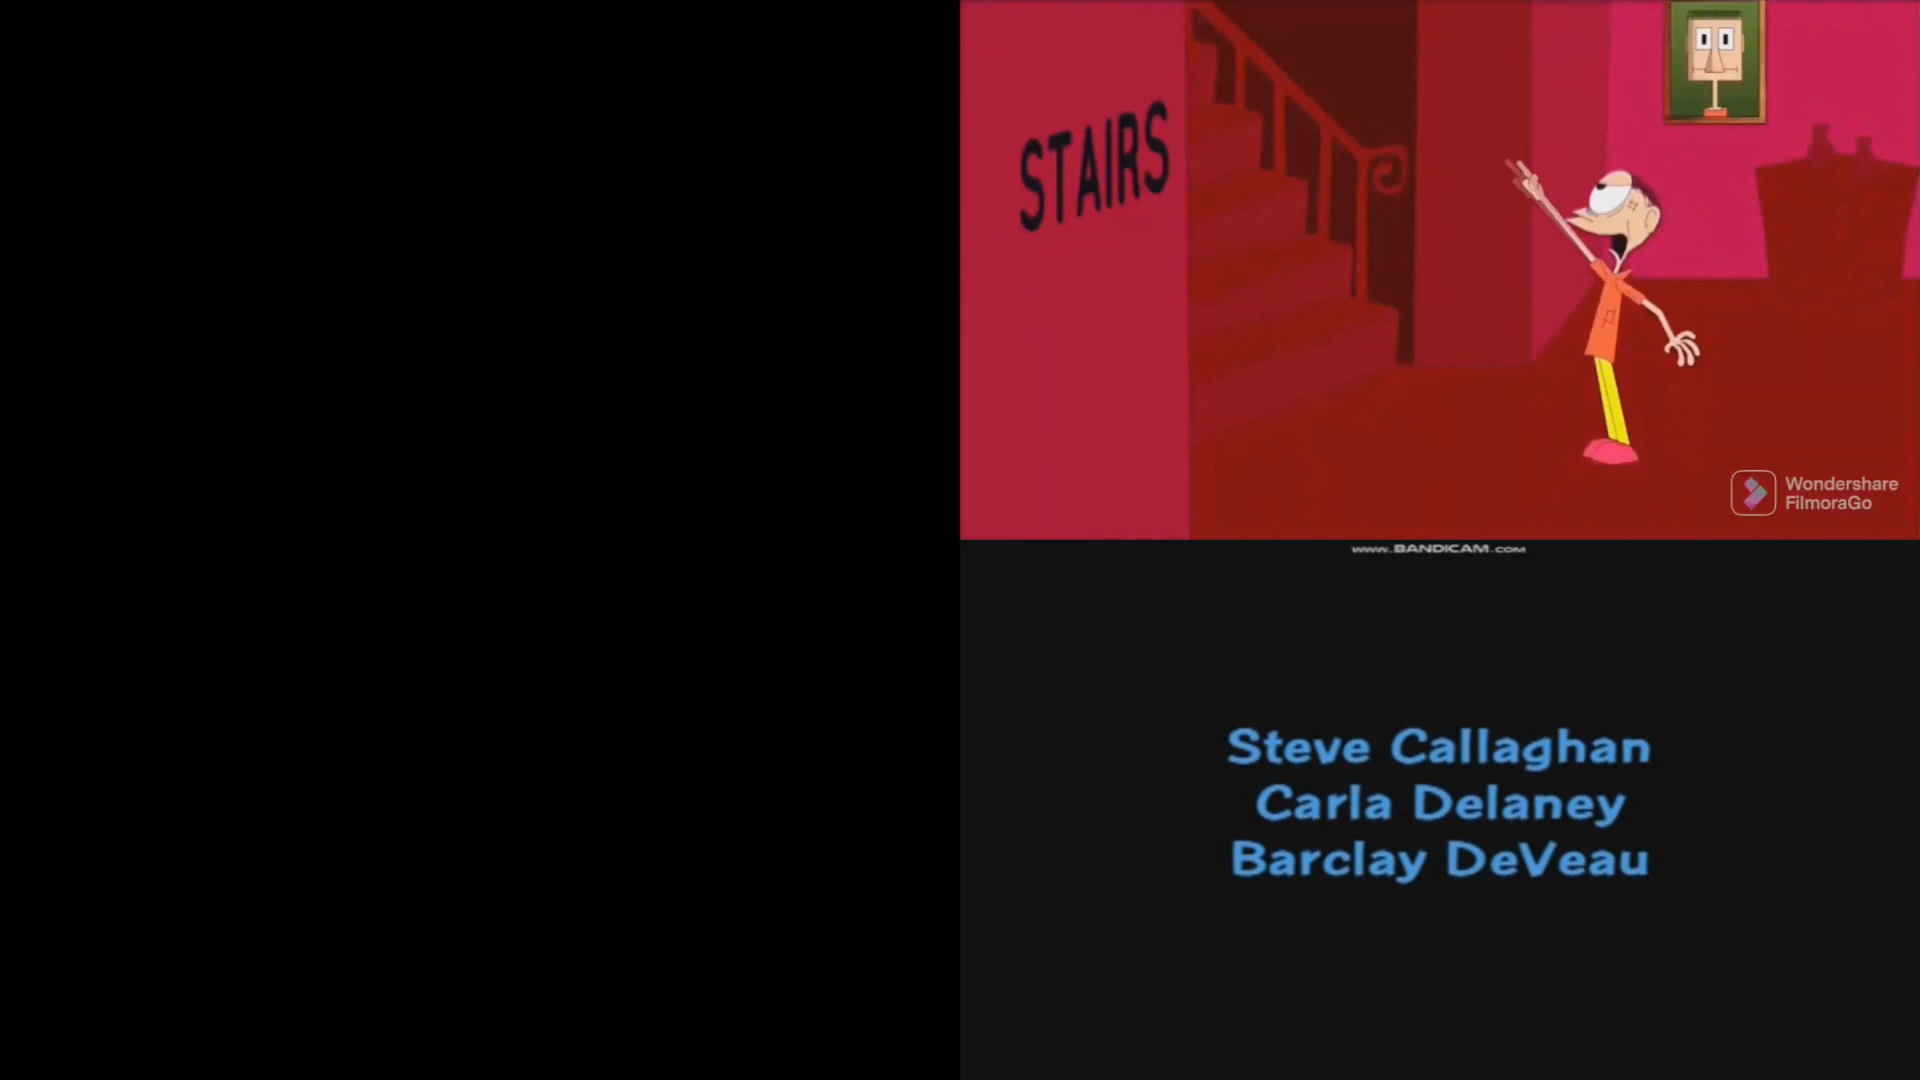 STAIRS
Wondershare
FilmoraGo
www.BANDICAM.com
Steve Callaghan
Carla Delaney
Barclay DeVeau